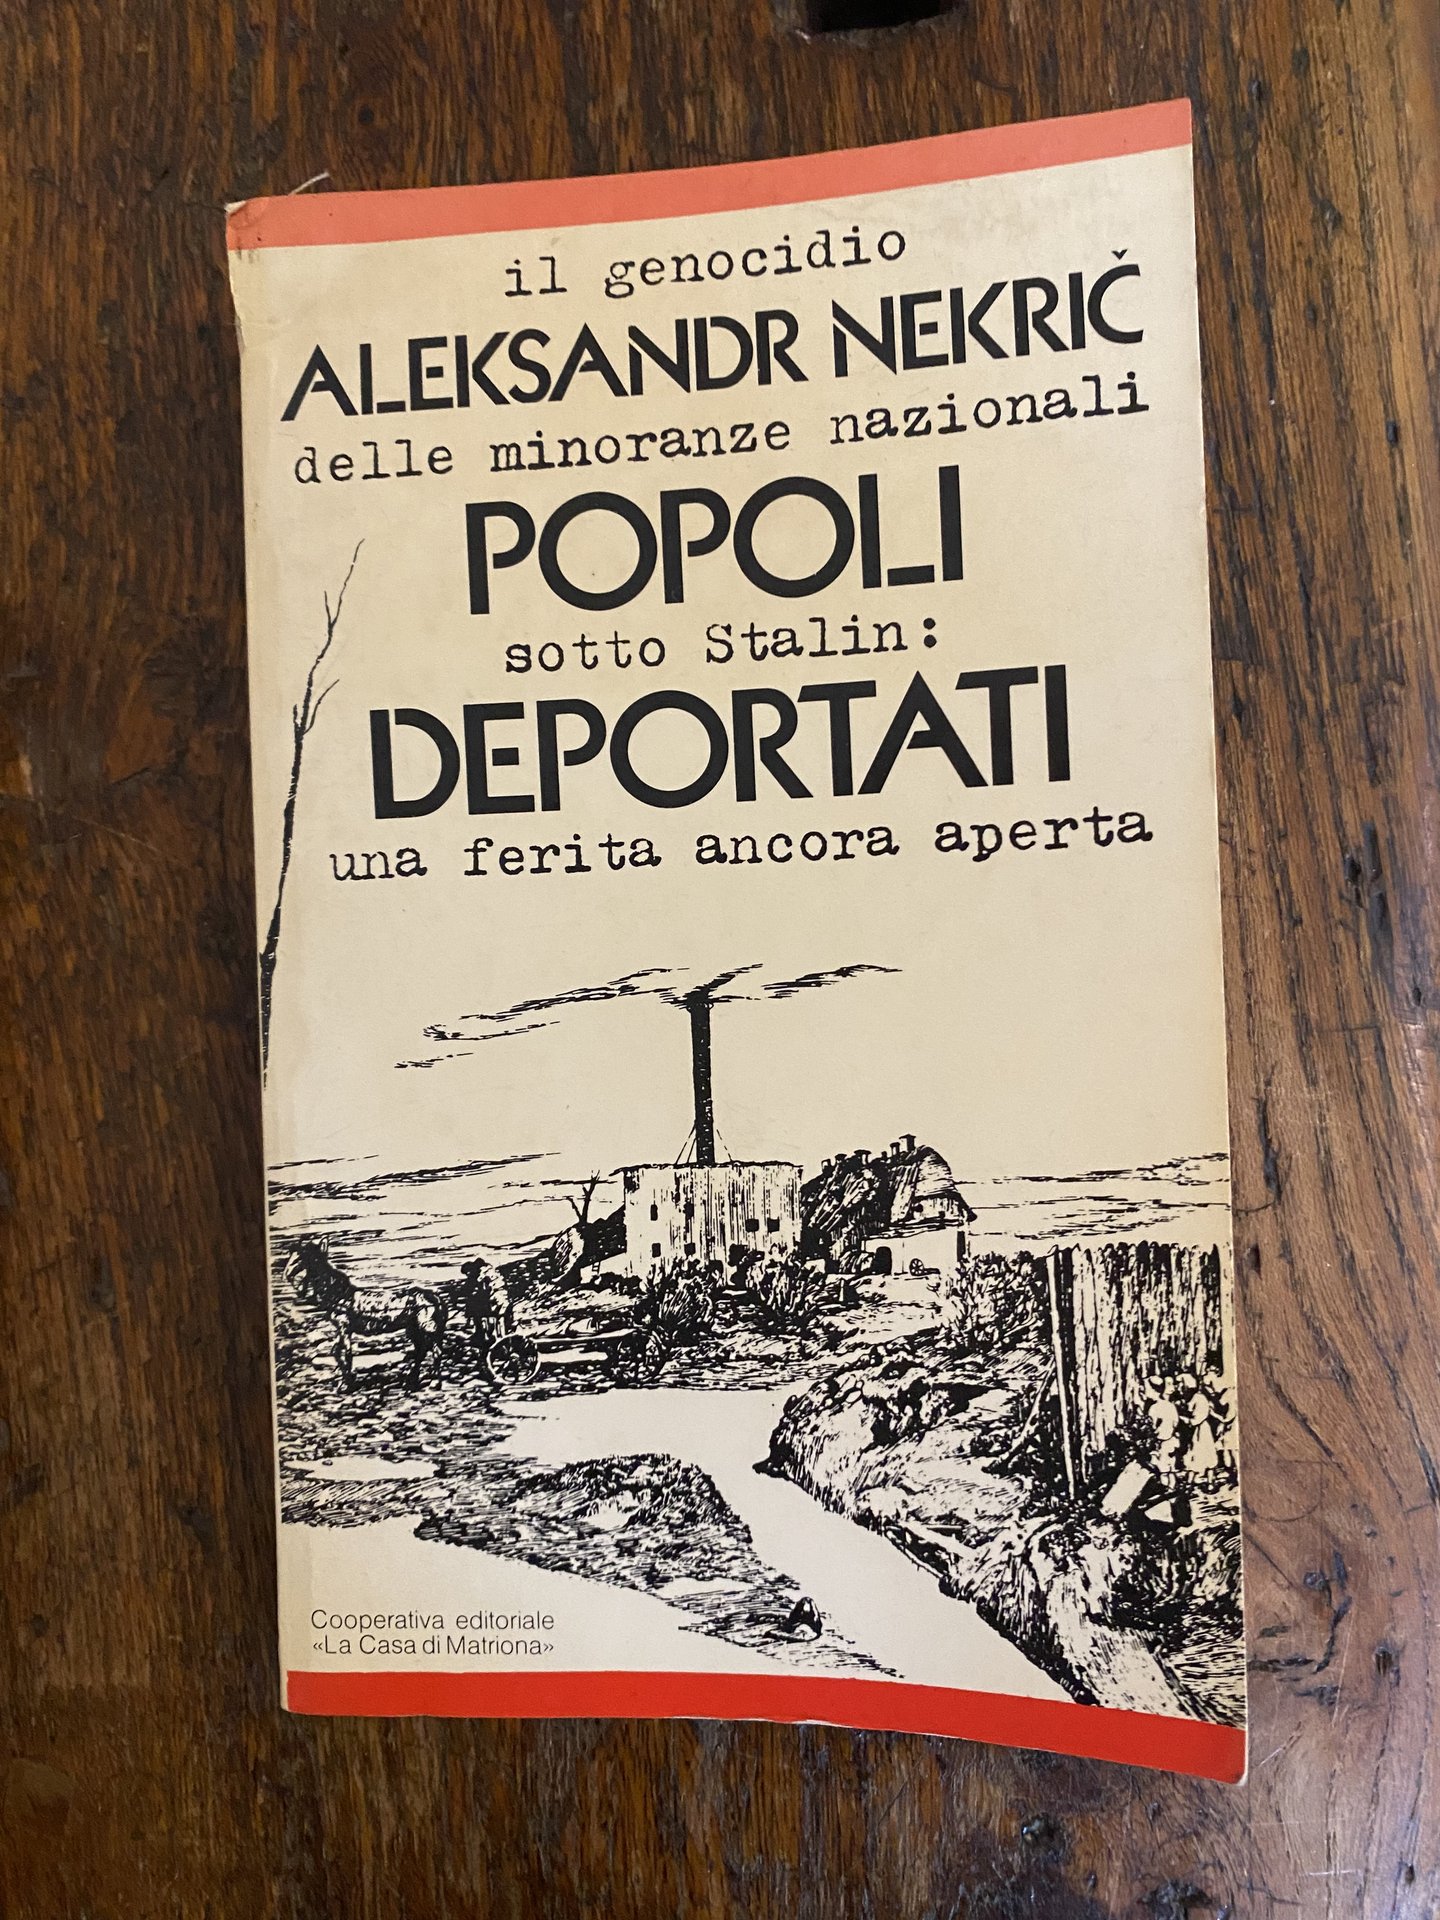 il genocidio
ALEKSANDR NEKRIČ
delle minoranze nazionali
POPOLI
sotto Stalin:
DEPORTATI
una ferita ancora aperta
Cooperativa editoriale
«La Casa di Matriona»